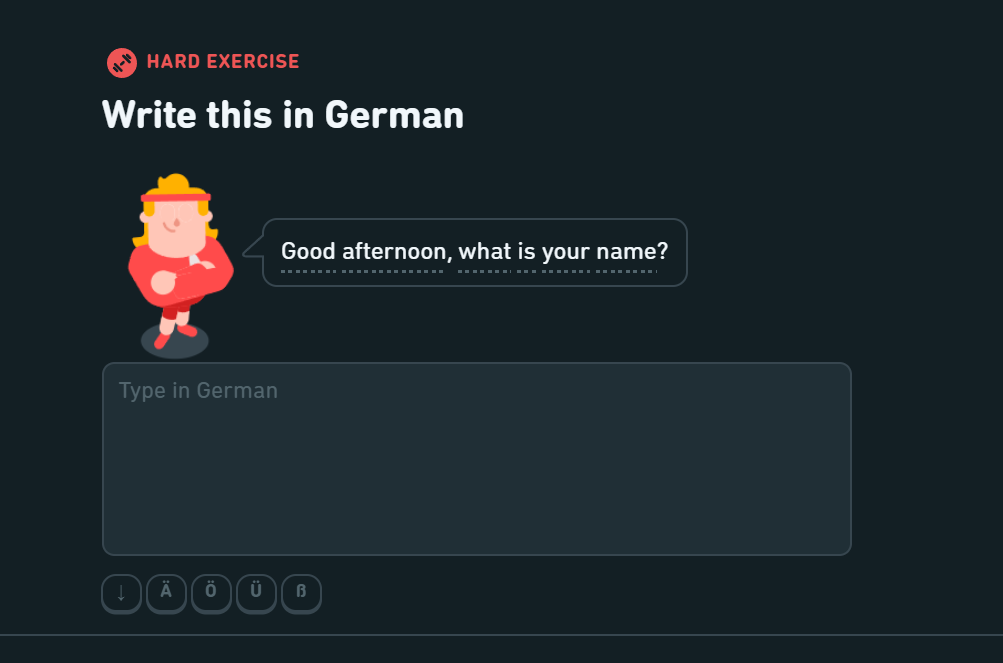 HARD EXERCISE
Write this in German
Good afternoon, what is your name?
Type in German
↓ Ä Ö Ü ß